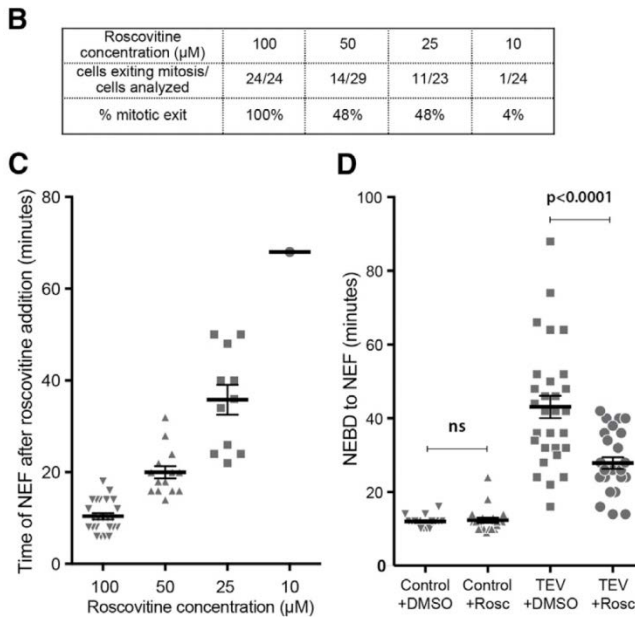 B
Roscovitine concentration (µM) 100 50 25 10
cells exiting mitosis/ cells analyzed 24/24 14/29 11/23 1/24
% mitotic exit 100% 48% 48% 4%
C
Time of NEF after roscovitine addition (minutes)
80
60
40
20
0
100 50 25 10
Roscovitine concentration (µM)
D
NEBD to NEF (minutes)
100
80
60
40
20
0
p<0.0001
ns
Control +DMSO
Control +Rosc
TEV +DMSO
TEV +Rosc